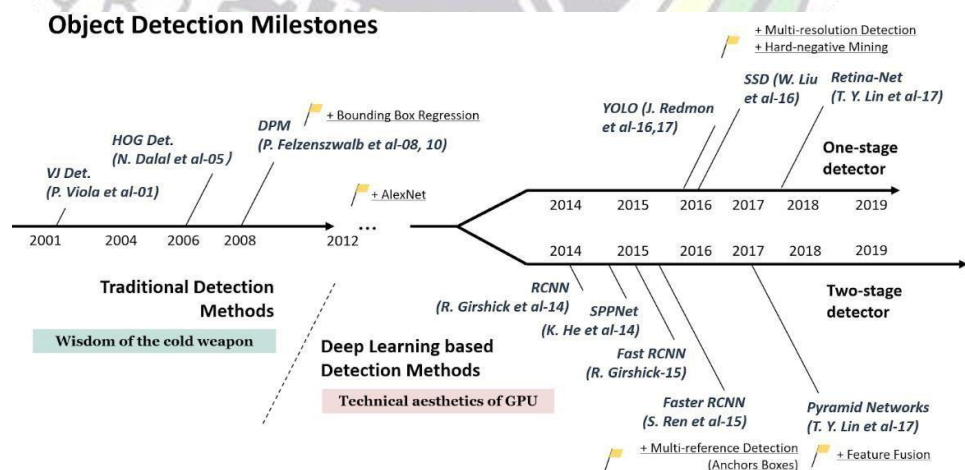 Object Detection Milestones
+ Multi-resolution Detection
+ Hard-negative Mining
SSD (W. Liu
et al-16)
Retina-Net
(T. Y. Lin et al-17)
YOLO (J. Redmon
et al-16,17)
+ Bounding Box Regression
DPM
(P. Felzenszwalb et al-08, 10)
HOG Det.
(N. Dalal et al-05)
VJ Det.
(P. Viola et al-01)
One-stage
detector
+ AlexNet
2014 2015 2016 2017 2018 2019
2001 2004 2006 2008 2012 ...
2014 2015 2016 2017 2018 2019
Traditional Detection
Methods
Wisdom of the cold weapon
RCNN
(R. Girshick et al-14)
SPPNet
(K. He et al-14)
Two-stage
detector
Deep Learning based
Detection Methods
Technical aesthetics of GPU
Fast RCNN
(R. Girshick-15)
Faster RCNN
(S. Ren et al-15)
Pyramid Networks
(T. Y. Lin et al-17)
+ Multi-reference Detection
(Anchors Boxes)
+ Feature Fusion